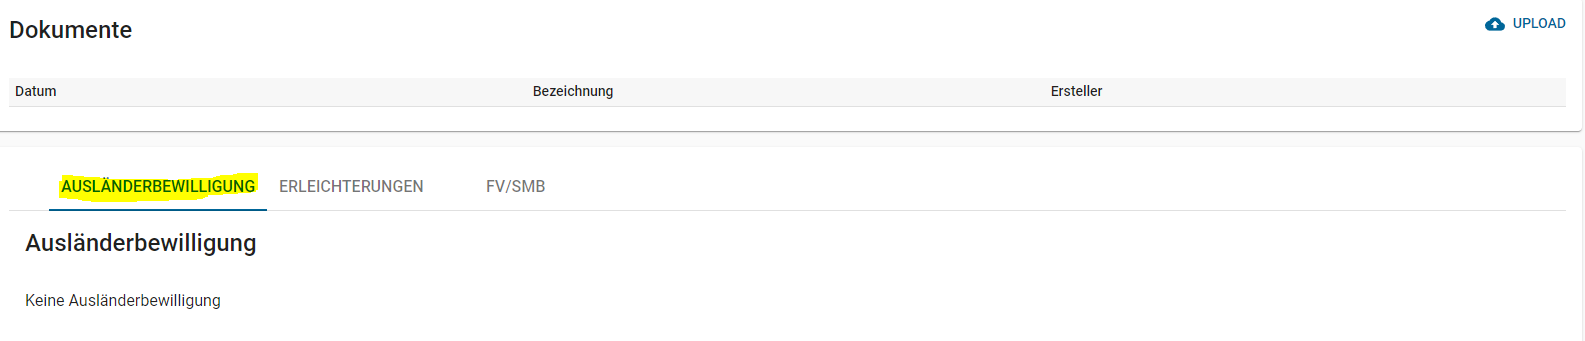 Dokumente
UPLOAD
Datum Bezeichnung Ersteller
AUSLÄNDERBEWILLIGUNG ERLEICHTERUNGEN FV/SMB
Ausländerbewilligung
Keine Ausländerbewilligung